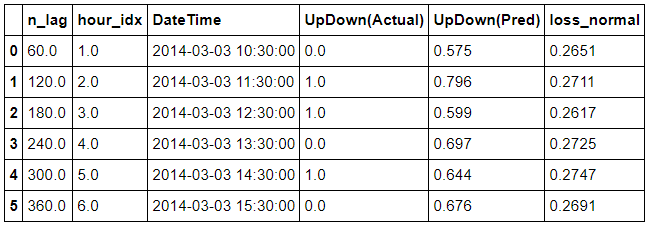 n_lag hour_idx DateTime UpDown(Actual) UpDown(Pred) loss_normal
0 60.0 1.0 2014-03-03 10:30:00 0.0 0.575 0.2651
1 120.0 2.0 2014-03-03 11:30:00 1.0 0.796 0.2711
2 180.0 3.0 2014-03-03 12:30:00 1.0 0.599 0.2617
3 240.0 4.0 2014-03-03 13:30:00 0.0 0.697 0.2725
4 300.0 5.0 2014-03-03 14:30:00 1.0 0.644 0.2747
5 360.0 6.0 2014-03-03 15:30:00 0.0 0.676 0.2691